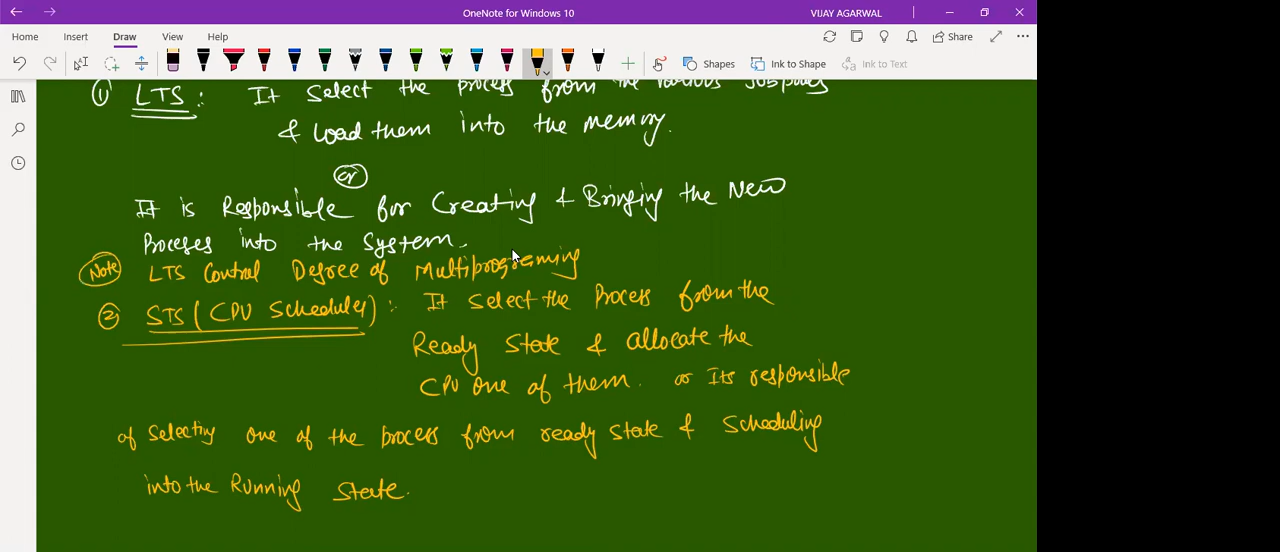 OneNote for Windows 10
VIJAY AGARWAL
Home Insert Draw View Help
Share
Shapes Ink to Shape Ink to Text
① LTS : It Select the process from the various
& Load them into the Memory.
or
It is Responsible for Creating & Bringing the New
Proceses into the System.
Note LTS Control Degree of Multiprograming
② STS ( CPU Scheduler ) : It Select the Process from the
Ready State & allocate the
CPU one of them. or Its responsible
of Selecting one of the process from ready State & Scheduling
into the Running State.